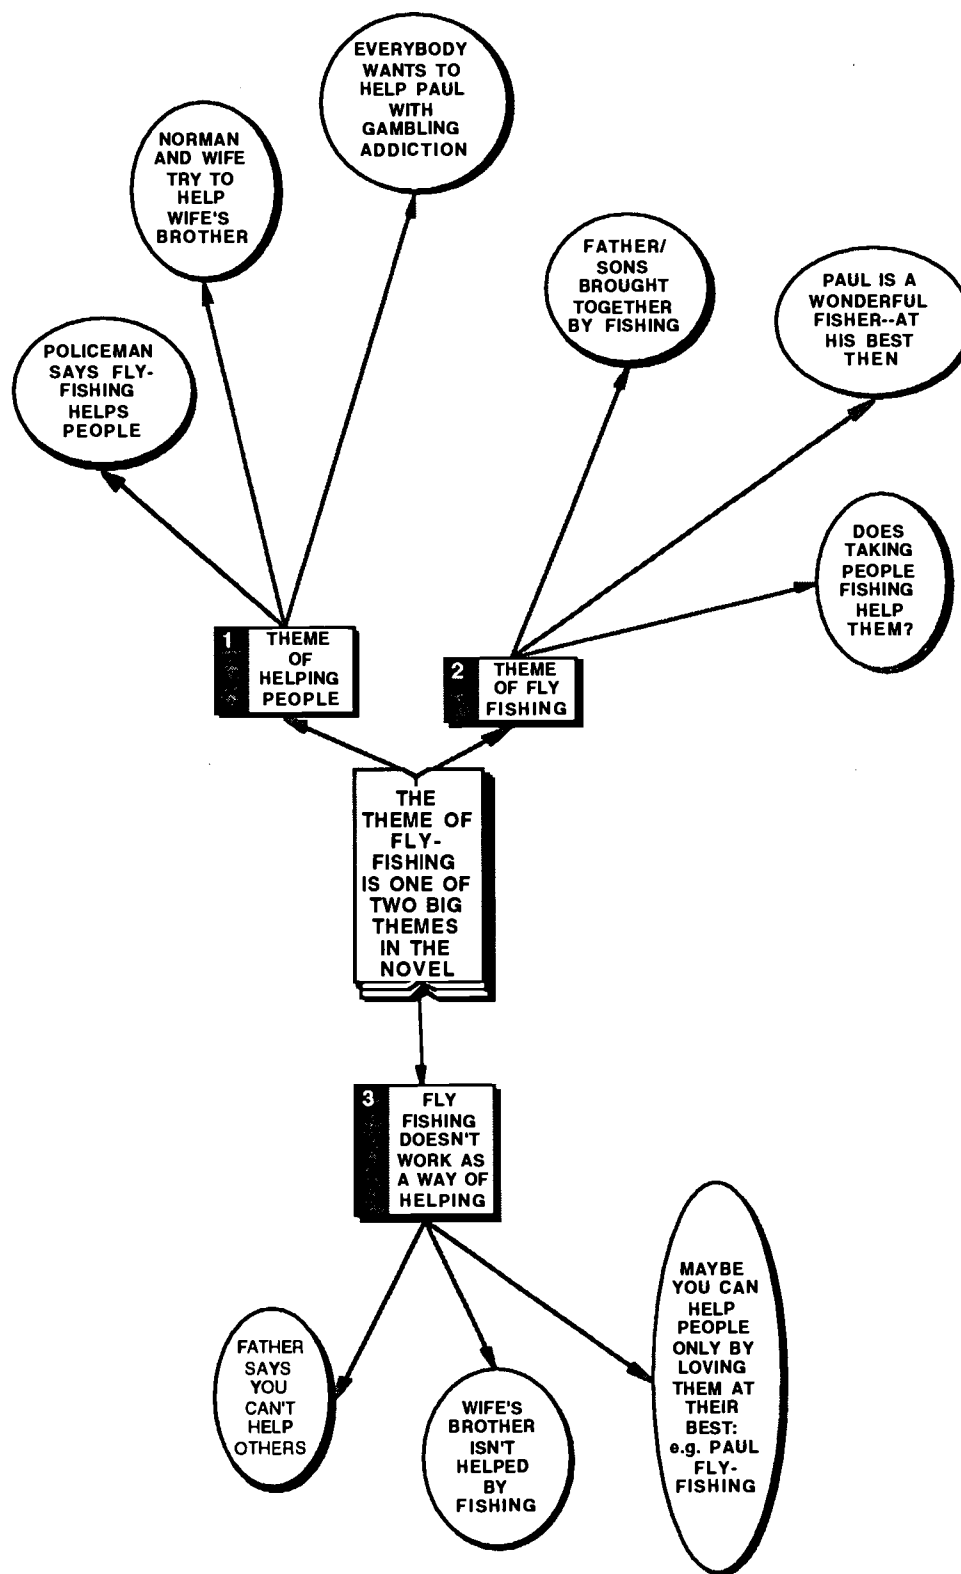 EVERYBODY
WANTS TO
HELP PAUL
WITH
GAMBLING
ADDICTION
NORMAN
AND WIFE
TRY TO
HELP
WIFE'S
BROTHER
POLICEMAN
SAYS FLY-
FISHING
HELPS
PEOPLE
FATHER/
SONS
BROUGHT
TOGETHER
BY FISHING
PAUL IS A
WONDERFUL
FISHER--AT
HIS BEST
THEN
DOES
TAKING
PEOPLE
FISHING
HELP
THEM?
1
THEME
OF
HELPING
PEOPLE
2
THEME
OF FLY
FISHING
THE
THEME OF
FLY-
FISHING
IS ONE OF
TWO BIG
THEMES
IN THE
NOVEL
3
FLY
FISHING
DOESN'T
WORK AS
A WAY OF
HELPING
FATHER
SAYS
YOU
CAN'T
HELP
OTHERS
WIFE'S
BROTHER
ISN'T
HELPED
BY
FISHING
MAYBE
YOU CAN
HELP
PEOPLE
ONLY BY
LOVING
THEM AT
THEIR
BEST:
e.g. PAUL
FLY-
FISHING